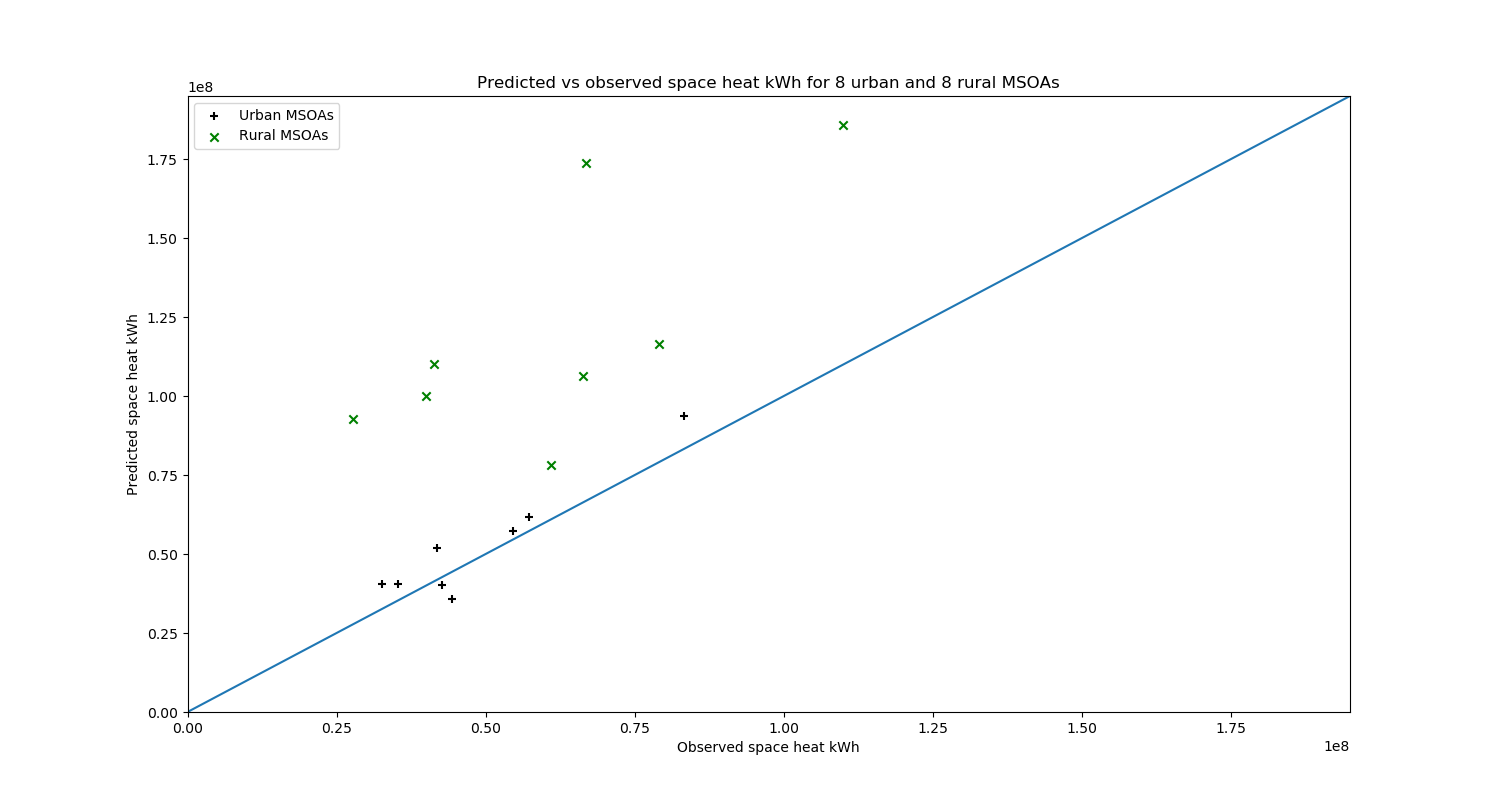 Predicted vs observed space heat kWh for 8 urban and 8 rural MSOAs
1e8
Urban MSOAs
Rural MSOAs
1.75
1.50
1.25
1.00
0.75
0.50
0.25
0.00
Predicted space heat kWh
0.00 0.25 0.50 0.75 1.00 1.25 1.50 1.75
Observed space heat kWh
1e8